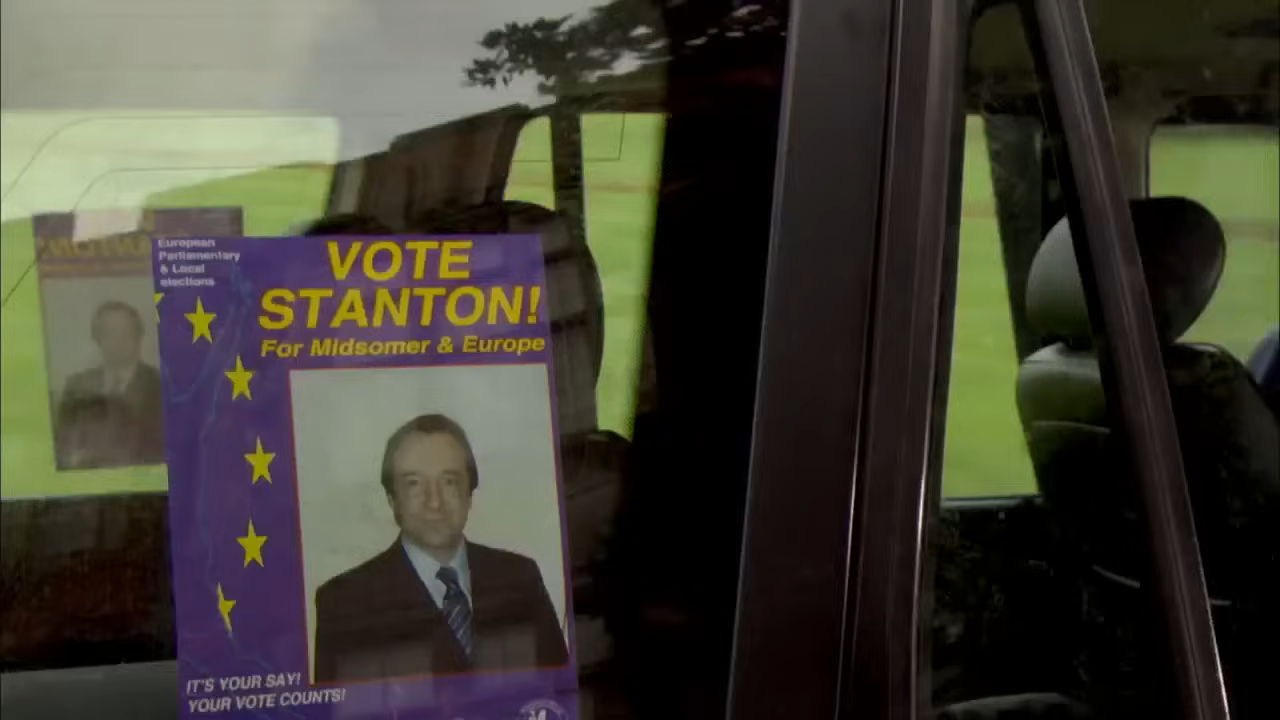 European
Parliamentary
& Local
elections
VOTE
STANTON!
For Midsomer & Europe
IT'S YOUR SAY!
YOUR VOTE COUNTS!